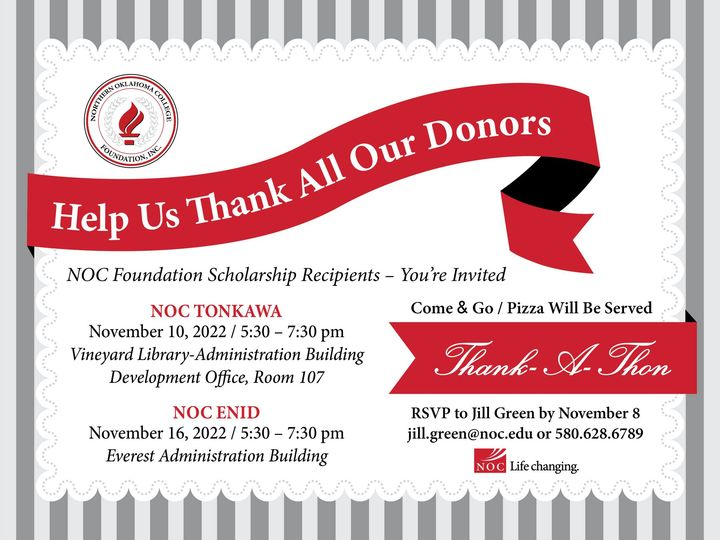 NORTHERN OKLAHOMA COLLEGE
FOUNDATION, INC.
Help Us Thank All Our Donors
NOC Foundation Scholarship Recipients – You're Invited
NOC TONKAWA
November 10, 2022 / 5:30 – 7:30 pm
Vineyard Library-Administration Building
Development Office, Room 107
NOC ENID
November 16, 2022 / 5:30 – 7:30 pm
Everest Administration Building
Come & Go / Pizza Will Be Served
Thank-A-Thon
RSVP to Jill Green by November 8
jill.green@noc.edu or 580.628.6789
NOC Life changing.